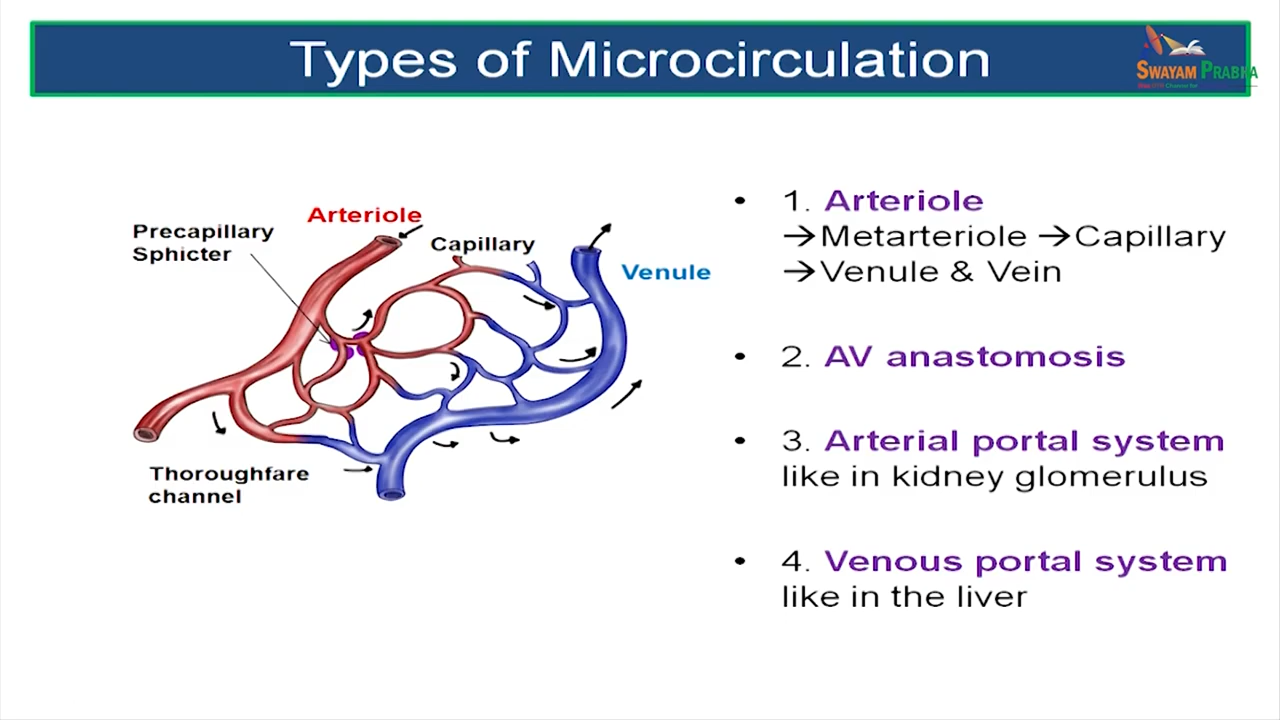 Types of Microcirculation
SWAYAM PRABHA
Arteriole
Precapillary
Sphicter
Capillary
Venule
Thoroughfare
channel
• 1. Arteriole
→Metarteriole →Capillary
→Venule & Vein
• 2. AV anastomosis
• 3. Arterial portal system
like in kidney glomerulus
• 4. Venous portal system
like in the liver